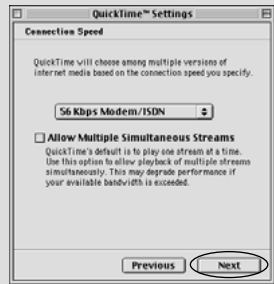 QuickTime™ Settings
Connection Speed
QuickTime will choose among multiple versions of
internet media based on the connection speed you specify.
56 Kbps Modem/ISDN
Allow Multiple Simultaneous Streams
QuickTime's default is to play one stream at a time.
Use this option to allow playback of multiple streams
simultaneously. This may degrade performance if
your available bandwidth is exceeded.
Previous Next